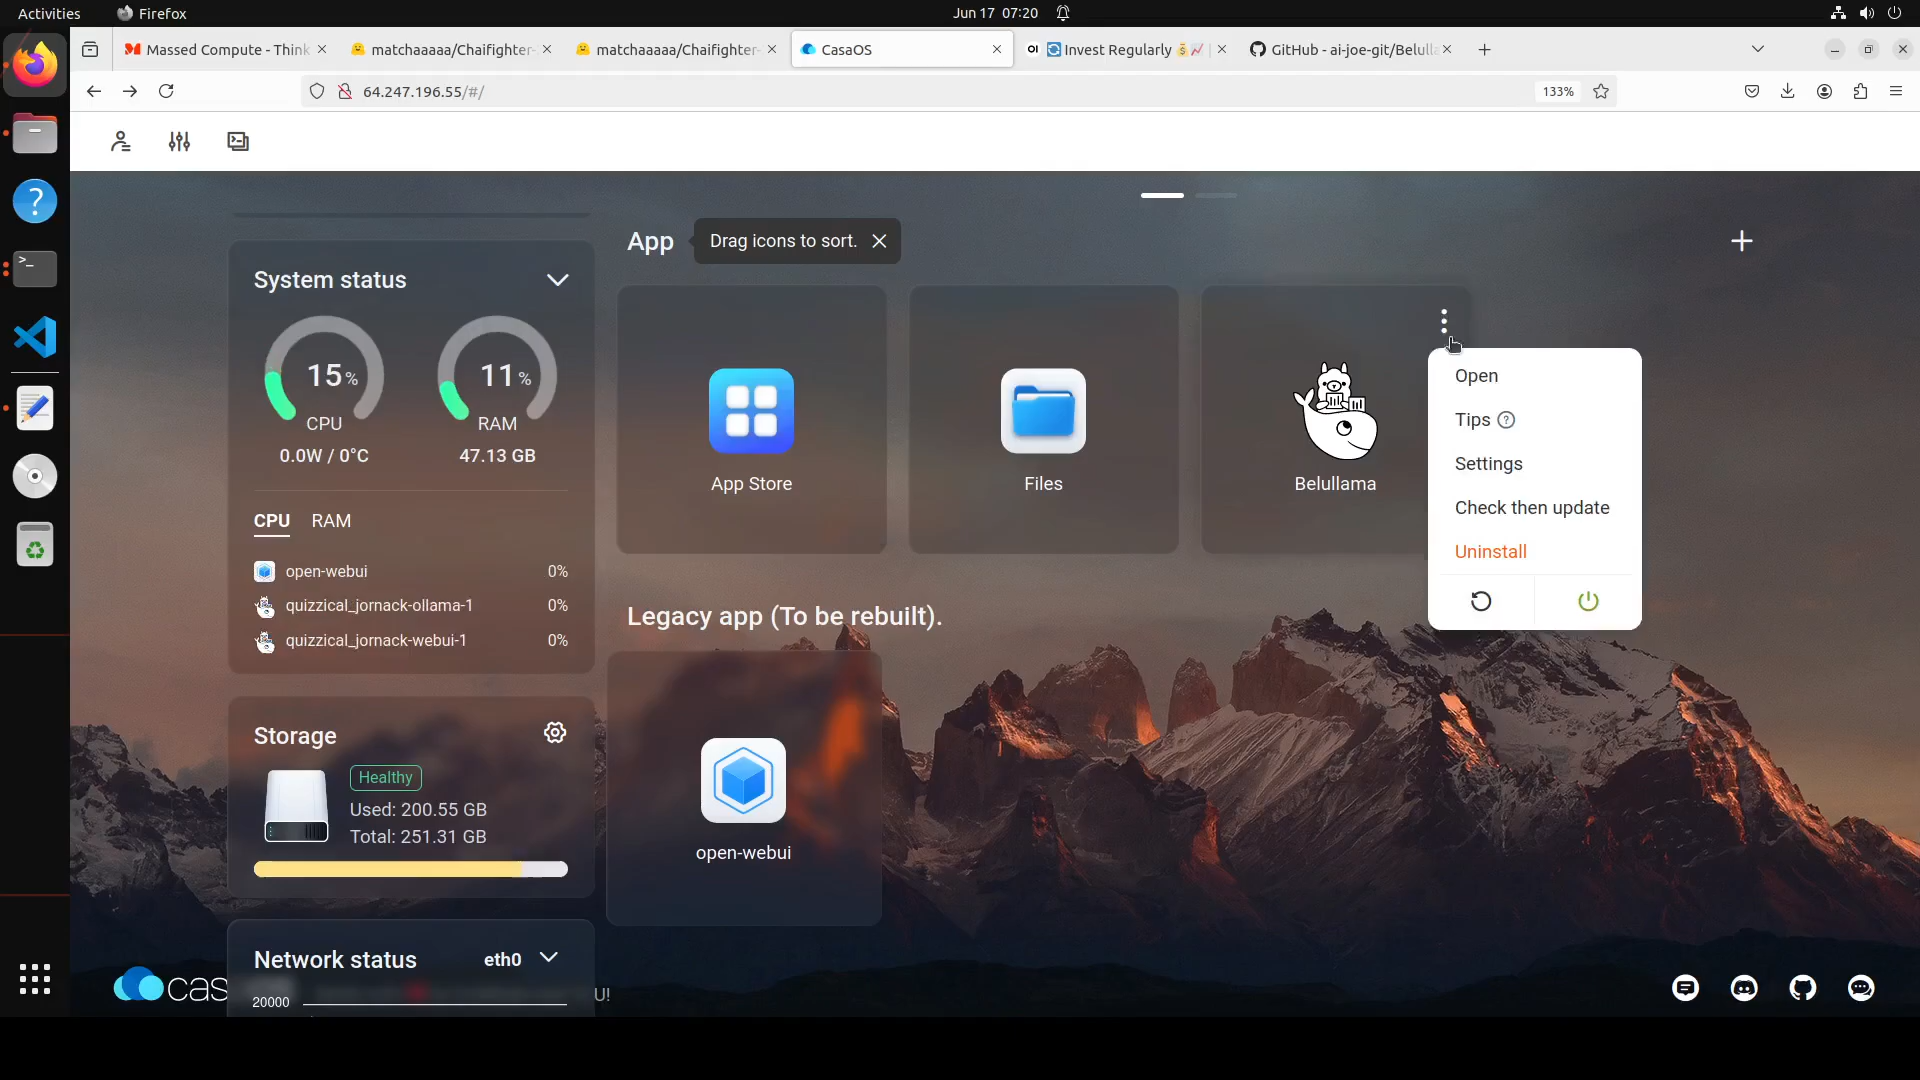 Activities
Firefox
Jun 17 07:20
Massed Compute - Think
matchaaaaa/Chaifighter-
matchaaaaa/Chaifighter-
CasaOS
OI
Invest Regularly
GitHub - ai-joe-git/Belulla
64.247.196.55/#/
133%
App
Drag icons to sort.
System status
15%
CPU
0.0W / 0°C
11%
RAM
47.13 GB
CPU
RAM
open-webui 0%
quizzical_jornack-ollama-1 0%
quizzical_jornack-webui-1 0%
App Store
Files
Belullama
Open
Tips ?
Settings
Check then update
Uninstall
Legacy app (To be rebuilt).
open-webui
Storage
Healthy
Used: 200.55 GB
Total: 251.31 GB
Network status
eth0
20000
cas
U!